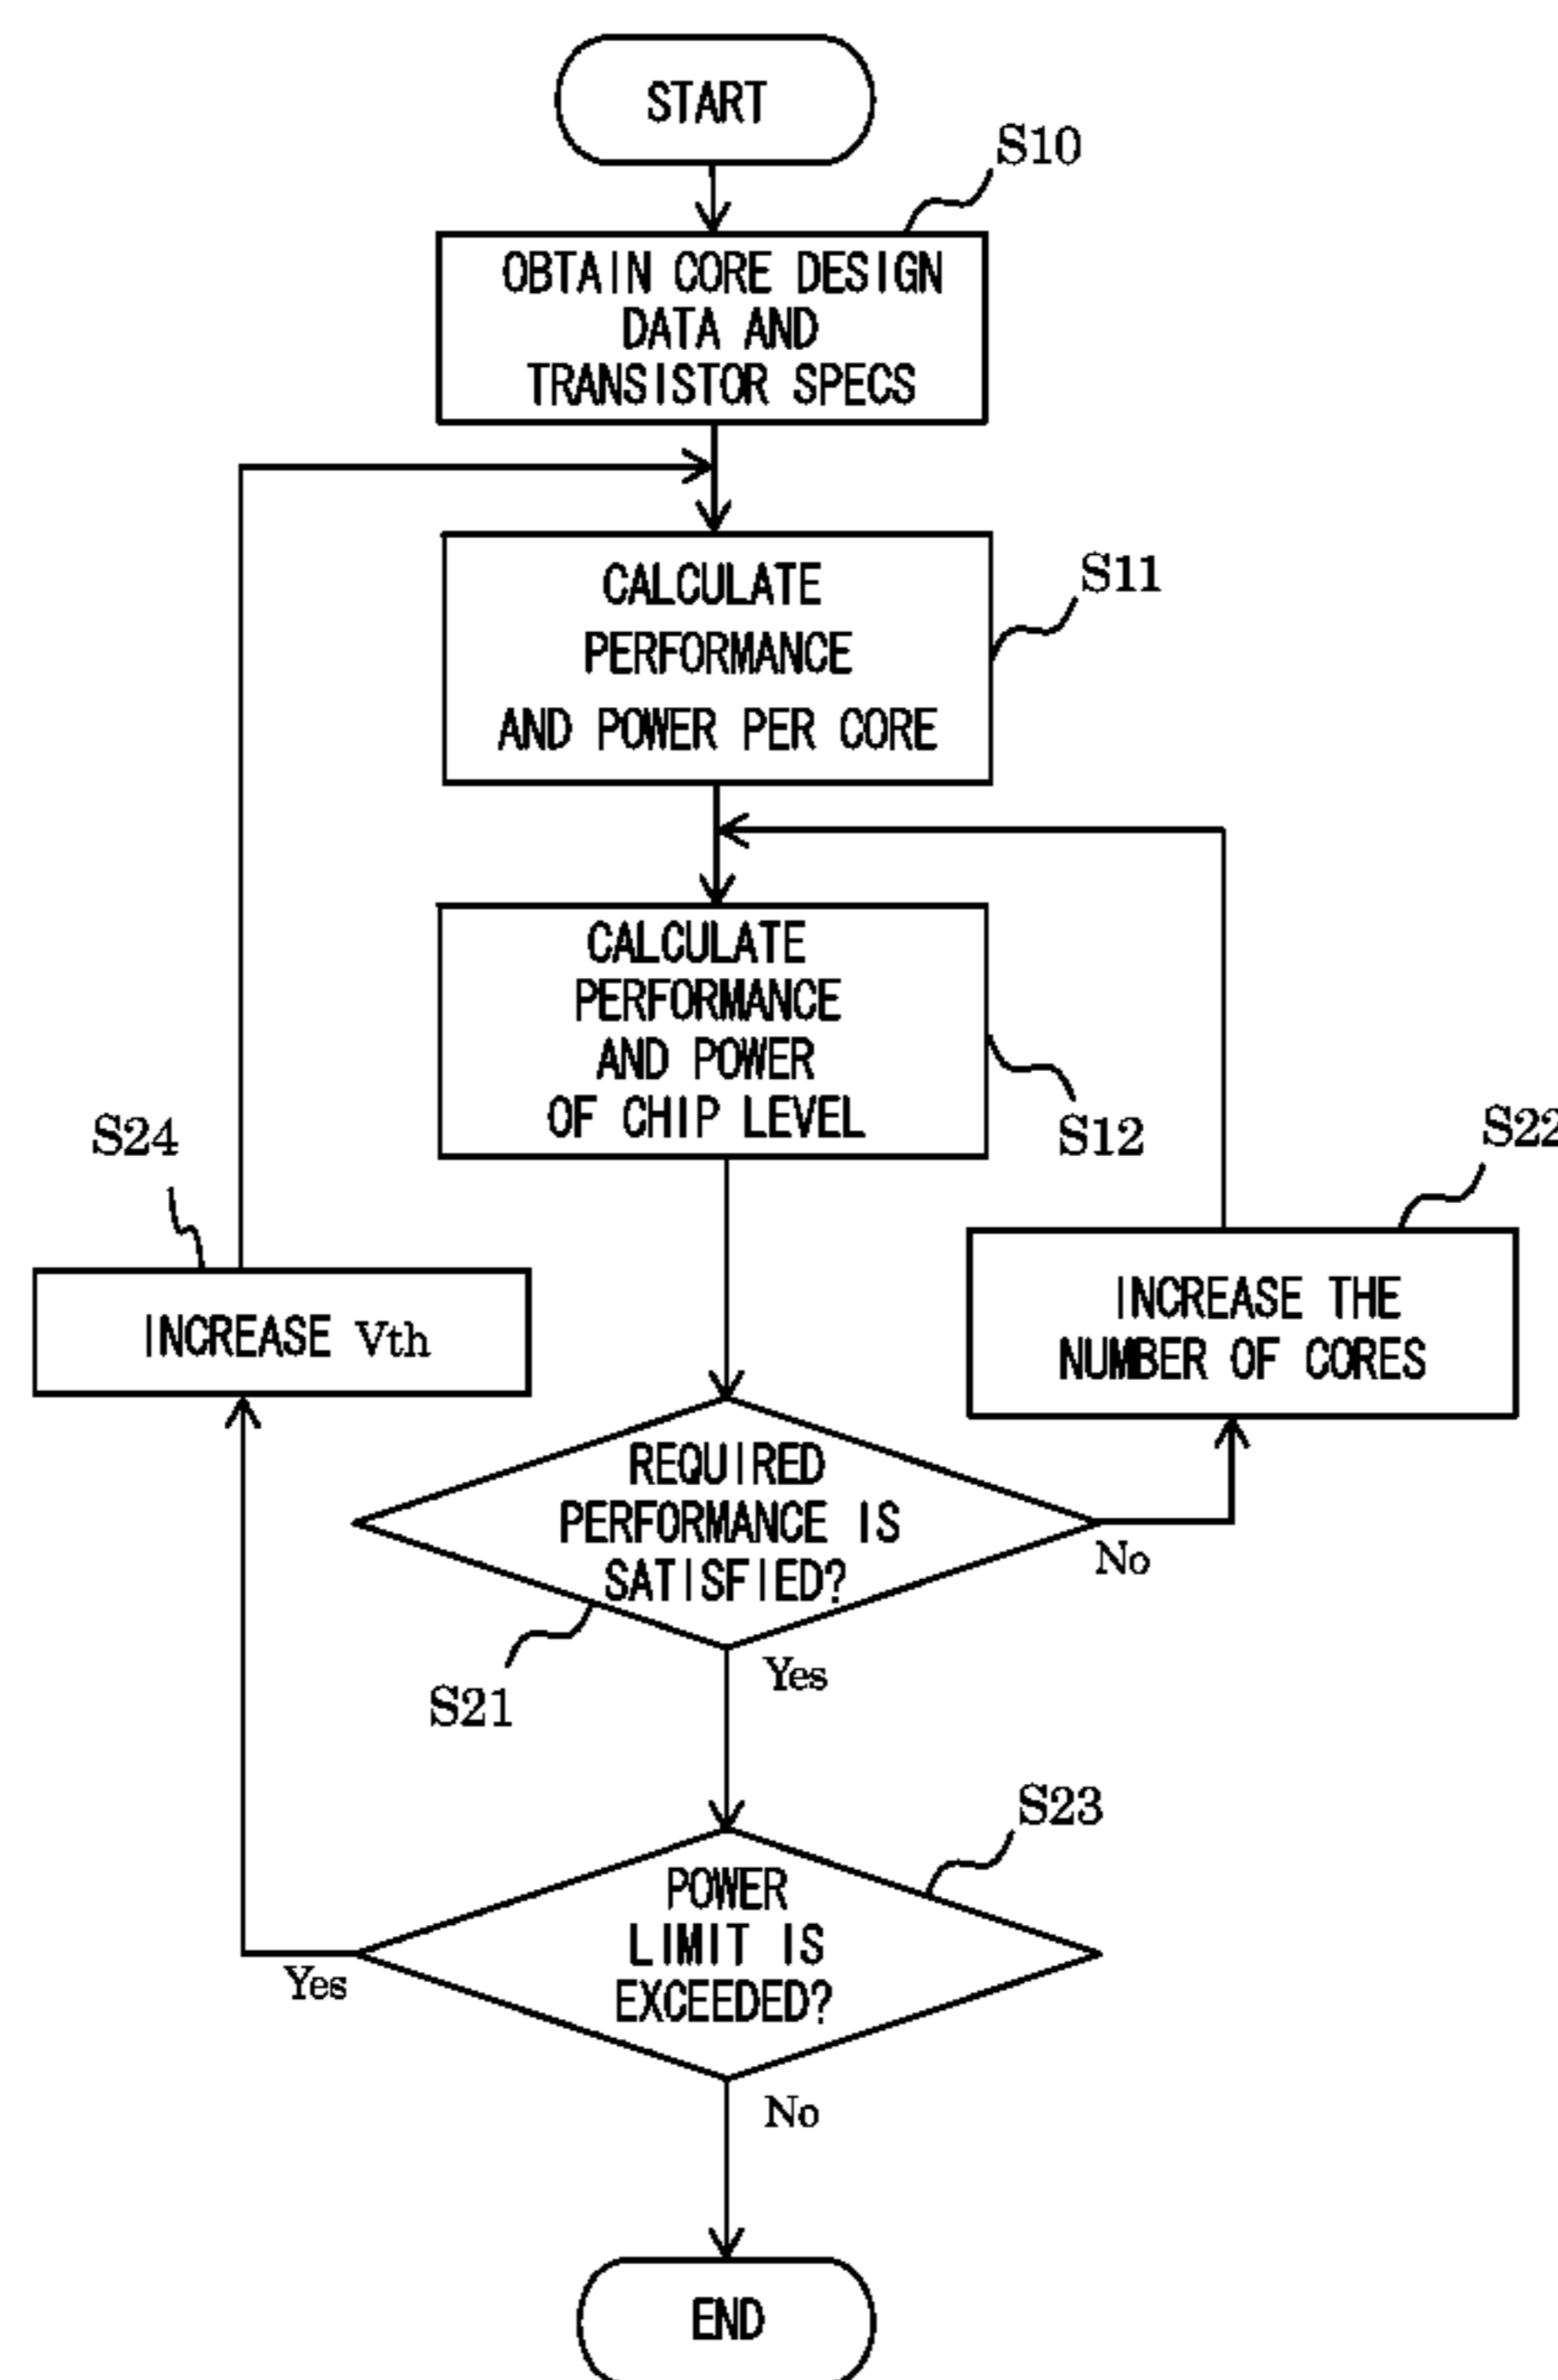 START
S10
OBTAIN CORE DESIGN
DATA AND
TRANSISTOR SPECS
S11
CALCULATE
PERFORMANCE
AND POWER PER CORE
CALCULATE
PERFORMANCE
AND POWER
OF CHIP LEVEL
S12
S24
S22
INCREASE Vth
INCREASE THE
NUMBER OF CORES
REQUIRED
PERFORMANCE IS
SATISFIED?
No
Yes
S21
S23
POWER
LIMIT IS
EXCEEDED?
Yes
No
END